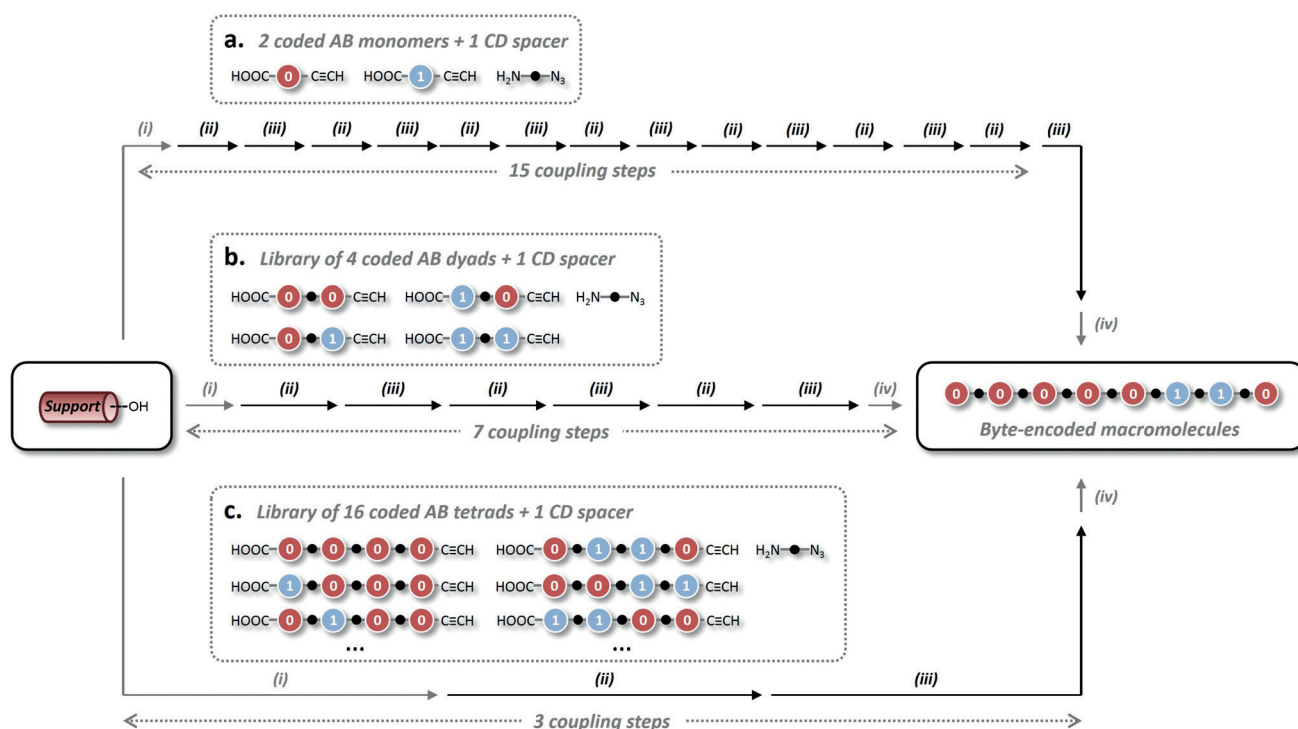 a. 2 coded AB monomers + 1 CD spacer
HOOC 0 C≡CH HOOC 1 C≡CH H₂N N₃
(i) (ii) (iii) (ii) (iii) (ii) (iii) (ii) (iii) (ii) (iii) (ii) (iii) (ii) (iii)
15 coupling steps
b. Library of 4 coded AB dyads + 1 CD spacer
HOOC 0 0 C≡CH HOOC 1 0 C≡CH H₂N N₃
HOOC 0 1 C≡CH HOOC 1 1 C≡CH
(iv)
Support OH
(i) (ii) (iii) (ii) (iii) (ii) (iii) (iv)
7 coupling steps
0 0 0 0 0 1 1 0
Byte-encoded macromolecules
(iv)
c. Library of 16 coded AB tetrads + 1 CD spacer
HOOC 0 0 0 0 C≡CH HOOC 0 1 1 0 C≡CH H₂N N₃
HOOC 1 0 0 0 C≡CH HOOC 0 0 1 1 C≡CH
HOOC 0 1 0 0 C≡CH HOOC 1 1 0 0 C≡CH
... ...
(i) (ii) (iii)
3 coupling steps